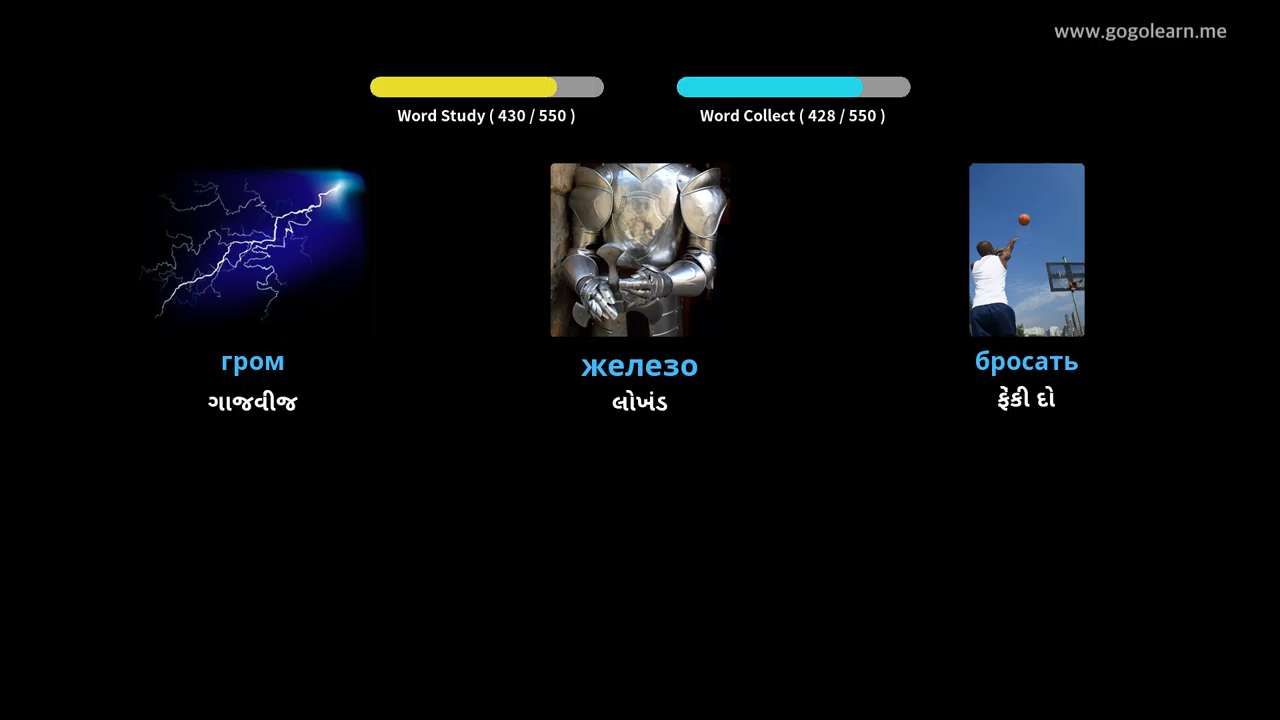 www.gogolearn.me
Word Study ( 430 / 550 )
Word Collect ( 428 / 550 )
гром
железо
бросать
ગાજવીજ
લોખંડ
ફેંકી દો